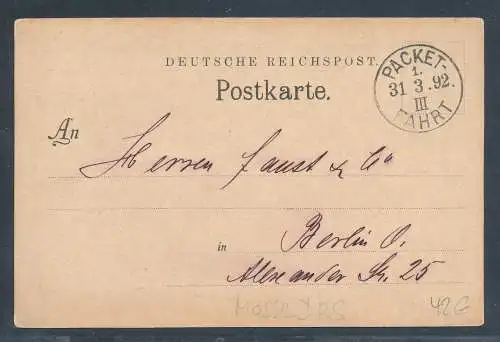 DEUTSCHE REICHSPOST.
Postkarte.
PACKET-
1.
31 3.92.
III
FAHRT
An
Herren Faust & Co
in Berlin O.
Alexander Str. 25
42G